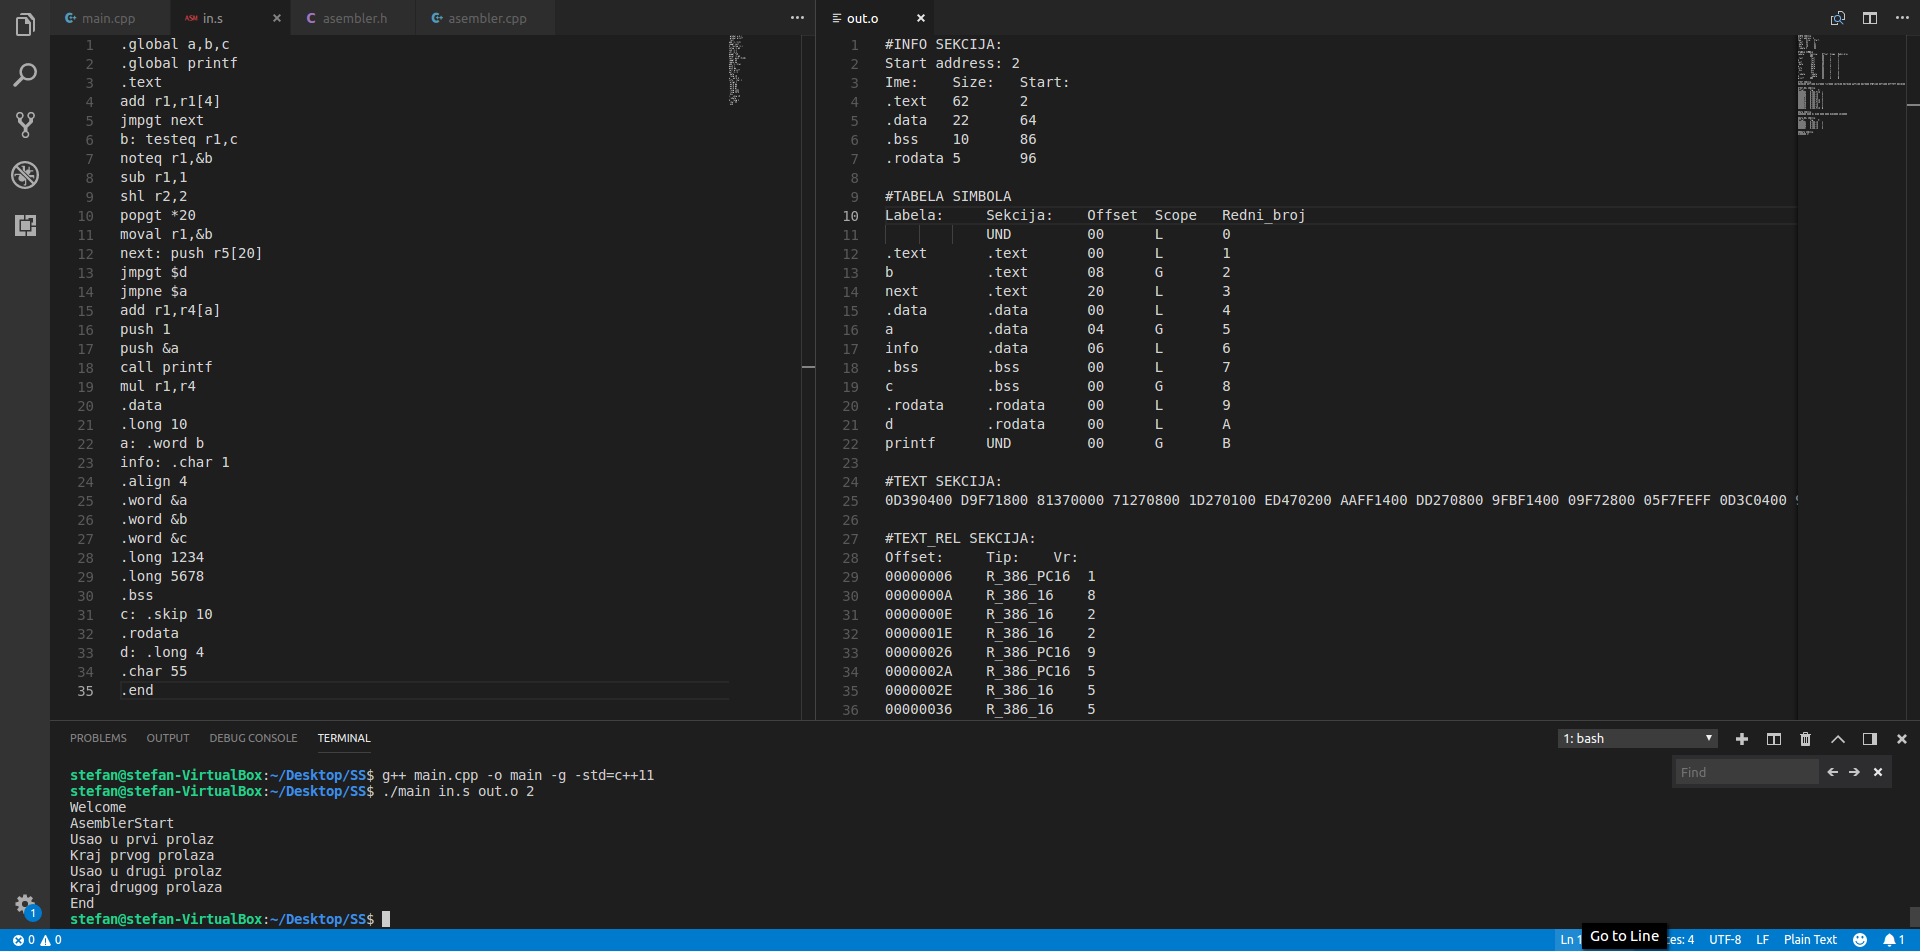 main.cpp
ASM in.s
C asembler.h
asembler.cpp
1 .global a,b,c
2 .global printf
3 .text
4 add r1,r1[4]
5 jmpgt next
6 b: testeq r1,c
7 noteq r1,&b
8 sub r1,1
9 shl r2,2
10 popgt *20
11 moval r1,&b
12 next: push r5[20]
13 jmpgt $d
14 jmpne $a
15 add r1,r4[a]
16 push 1
17 push &a
18 call printf
19 mul r1,r4
20 .data
21 .long 10
22 a: .word b
23 info: .char 1
24 .align 4
25 .word &a
26 .word &b
27 .word &c
28 .long 1234
29 .long 5678
30 .bss
31 c: .skip 10
32 .rodata
33 d: .long 4
34 .char 55
35 .end
out.o
1 #INFO SEKCIJA:
2 Start address: 2
3 Ime: Size: Start:
4 .text 62 2
5 .data 22 64
6 .bss 10 86
7 .rodata 5 96
8
9 #TABELA SIMBOLA
10 Labela: Sekcija: Offset Scope Redni_broj
11 UND 00 L 0
12 .text .text 00 L 1
13 b .text 08 G 2
14 next .text 20 L 3
15 .data .data 00 L 4
16 a .data 04 G 5
17 info .data 06 L 6
18 .bss .bss 00 L 7
19 c .bss 00 G 8
20 .rodata .rodata 00 L 9
21 d .rodata 00 L A
22 printf UND 00 G B
23
24 #TEXT SEKCIJA:
25 0D390400 D9F71800 81370000 71270800 1D270100 ED470200 AAFF1400 DD270800 9FBF1400 09F72800 05F7FEFF 0D3C0400
26
27 #TEXT_REL SEKCIJA:
28 Offset: Tip: Vr:
29 00000006 R_386_PC16 1
30 0000000A R_386_16 8
31 0000000E R_386_16 2
32 0000001E R_386_16 2
33 00000026 R_386_PC16 9
34 0000002A R_386_PC16 5
35 0000002E R_386_16 5
36 00000036 R_386_16 5
PROBLEMS OUTPUT DEBUG CONSOLE TERMINAL
1: bash
Find
stefan@stefan-VirtualBox:~/Desktop/SS$ g++ main.cpp -o main -g -std=c++11
stefan@stefan-VirtualBox:~/Desktop/SS$ ./main in.s out.o 2
Welcome
AsemblerStart
Usao u prvi prolaz
Kraj prvog prolaza
Usao u drugi prolaz
Kraj drugog prolaza
End
stefan@stefan-VirtualBox:~/Desktop/SS$
1
0 0
Ln 1
Go to Line
ces: 4 UTF-8 LF Plain Text 1